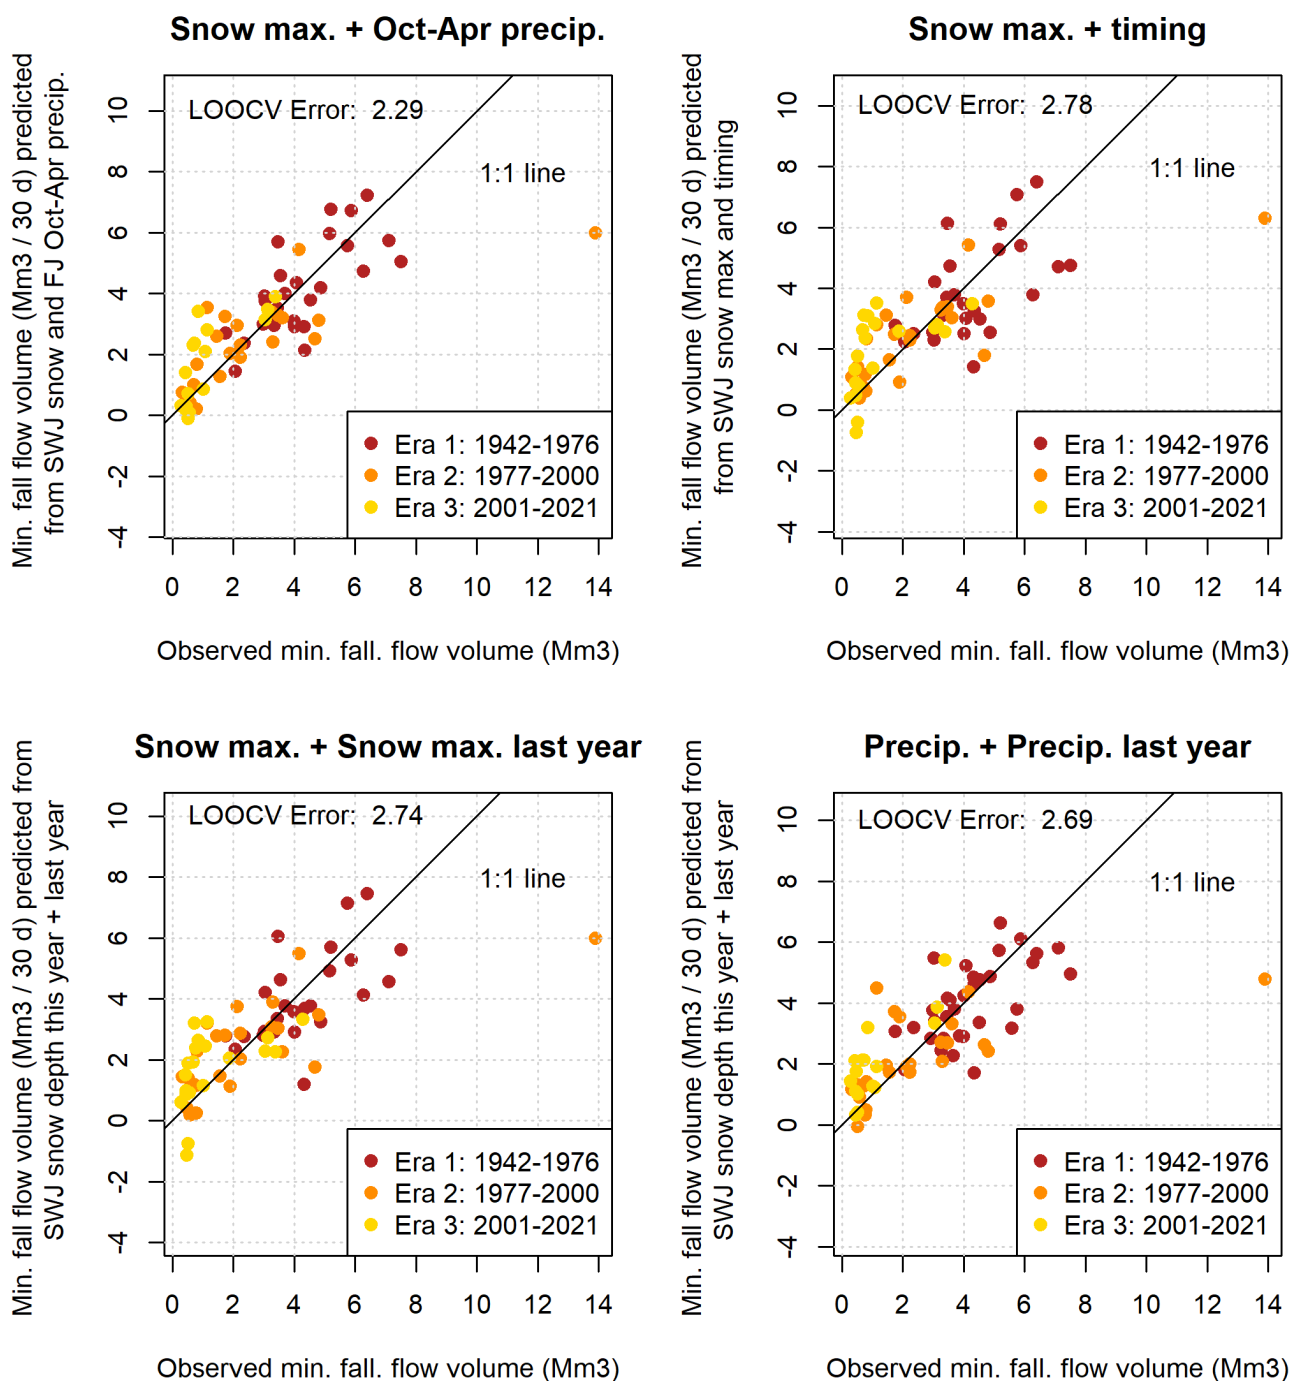 Snow max. + Oct-Apr precip.
Min. fall flow volume (Mm3 / 30 d) predicted
from SWJ snow and FJ Oct-Apr precip.
LOOCV Error: 2.29
1:1 line
10
8
6
4
2
0
-2
-4
Era 1: 1942-1976
Era 2: 1977-2000
Era 3: 2001-2021
0 2 4 6 8 10 12 14
Observed min. fall. flow volume (Mm3)
Snow max. + timing
Min. fall flow volume (Mm3 / 30 d) predicted
from SWJ snow max and timing
LOOCV Error: 2.78
1:1 line
10
8
6
4
2
0
-2
-4
Era 1: 1942-1976
Era 2: 1977-2000
Era 3: 2001-2021
0 2 4 6 8 10 12 14
Observed min. fall. flow volume (Mm3)
Snow max. + Snow max. last year
Min. fall flow volume (Mm3 / 30 d) predicted from
SWJ snow depth this year + last year
LOOCV Error: 2.74
1:1 line
10
8
6
4
2
0
-2
-4
Era 1: 1942-1976
Era 2: 1977-2000
Era 3: 2001-2021
0 2 4 6 8 10 12 14
Observed min. fall. flow volume (Mm3)
Precip. + Precip. last year
Min. fall flow volume (Mm3 / 30 d) predicted from
SWJ snow depth this year + last year
LOOCV Error: 2.69
1:1 line
10
8
6
4
2
0
-2
-4
Era 1: 1942-1976
Era 2: 1977-2000
Era 3: 2001-2021
0 2 4 6 8 10 12 14
Observed min. fall. flow volume (Mm3)